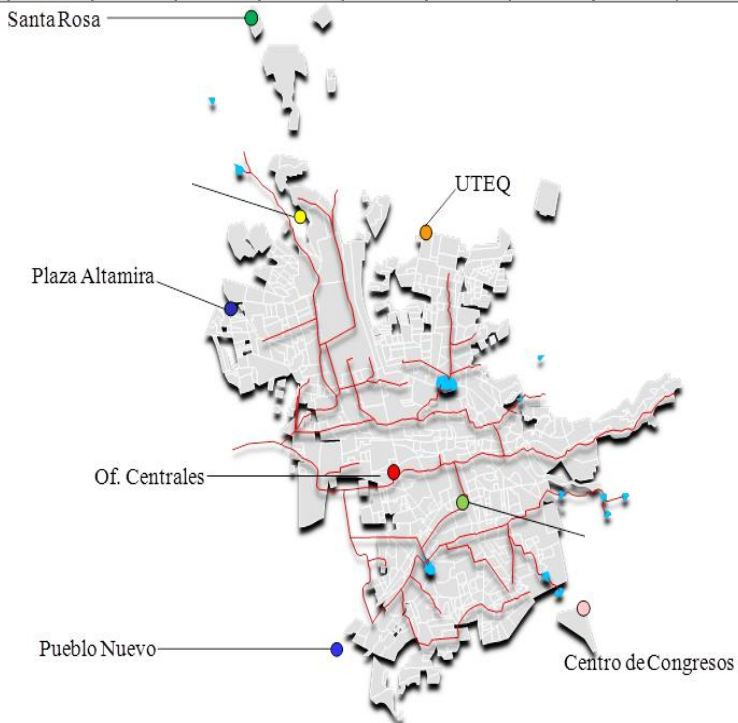 Santa Rosa
UTEQ
Plaza Altamira
Of. Centrales
Pueblo Nuevo
Centro de Congresos